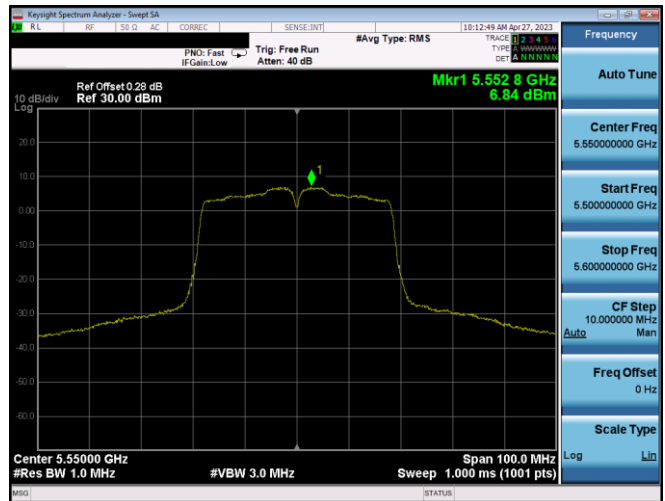 Keysight Spectrum Analyzer - Swept SA
RL RF 50 Ω AC CORREC SENSE:INT 10:12:49 AM Apr 27, 2023
#Avg Type: RMS TRACE 1 2 3 4 5 6
PNO: Fast Trig: Free Run TYPE A WWWWW
IFGain:Low Atten: 40 dB DET A N N N N N
Mkr1 5.552 8 GHz
6.84 dBm
Ref Offset 0.28 dB
10 dB/div Ref 30.00 dBm
Log
20.0
10.0
1
0.00
-10.0
-20.0
-30.0
-40.0
-50.0
-60.0
Center 5.55000 GHz Span 100.0 MHz
#Res BW 1.0 MHz #VBW 3.0 MHz Sweep 1.000 ms (1001 pts)
MSG STATUS
Frequency
Auto Tune
Center Freq
5.550000000 GHz
Start Freq
5.500000000 GHz
Stop Freq
5.600000000 GHz
CF Step
10.000000 MHz
Auto Man
Freq Offset
0 Hz
Scale Type
Log Lin